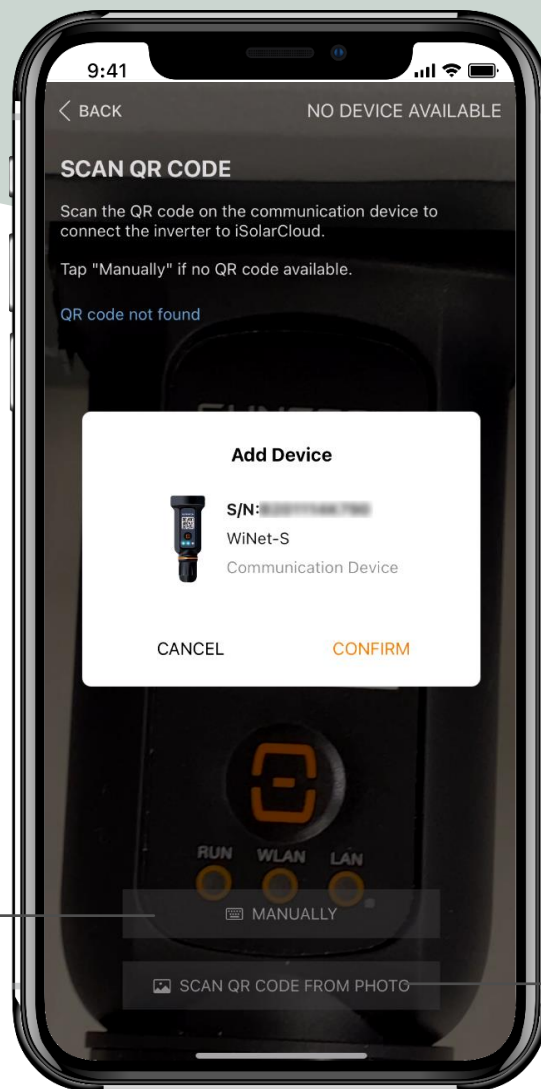 9:41
BACK
NO DEVICE AVAILABLE
SCAN QR CODE
Scan the QR code on the communication device to
connect the inverter to iSolarCloud.
Tap "Manually" if no QR code available.
QR code not found
Add Device
S/N:
WiNet-S
Communication Device
CANCEL
CONFIRM
RUN WLAN LAN
MANUALLY
SCAN QR CODE FROM PHOTO